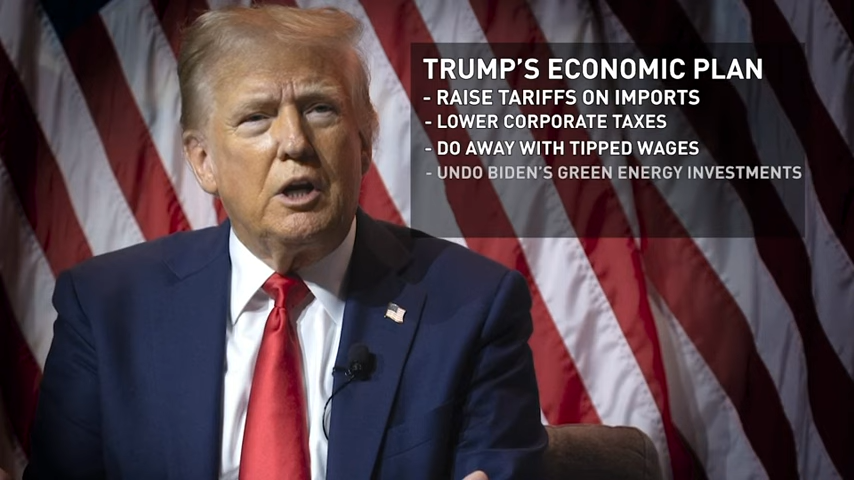 TRUMP'S ECONOMIC PLAN
- RAISE TARIFFS ON IMPORTS
- LOWER CORPORATE TAXES
- DO AWAY WITH TIPPED WAGES
- UNDO BIDEN'S GREEN ENERGY INVESTMENTS